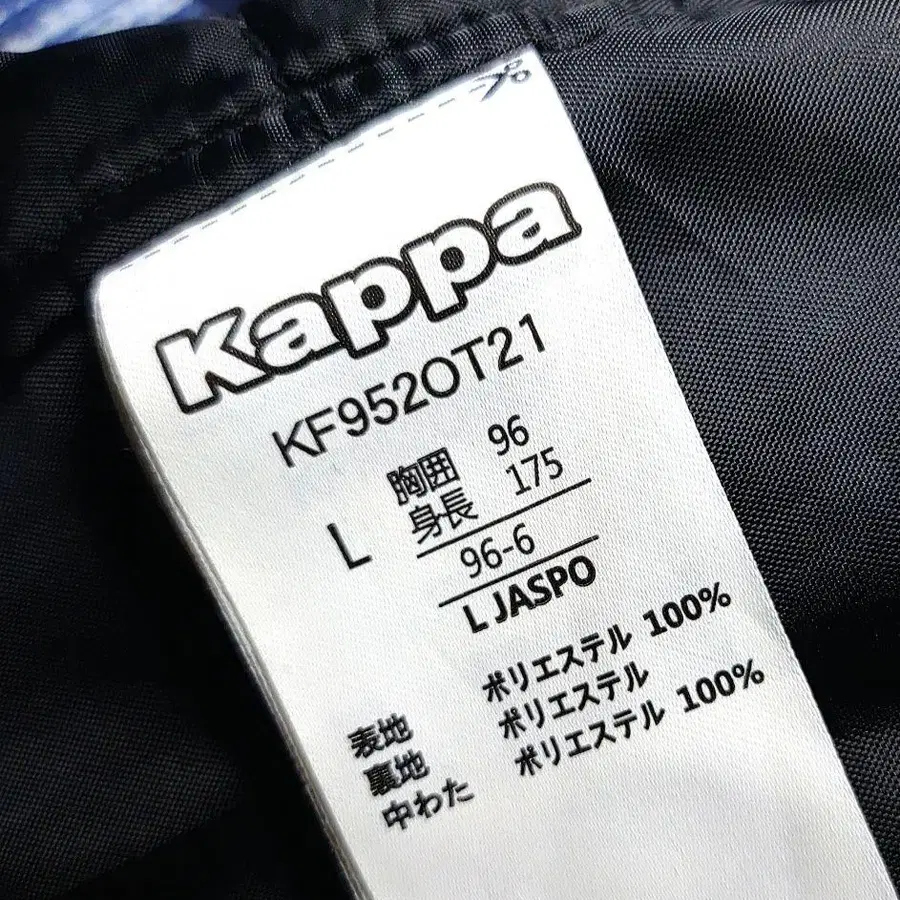 Kappa
KF952OT21
L
胸囲 96
身長 175
96-6
L JASPO
表地 ポリエステル 100%
裏地 ポリエステル
中わた ポリエステル 100%